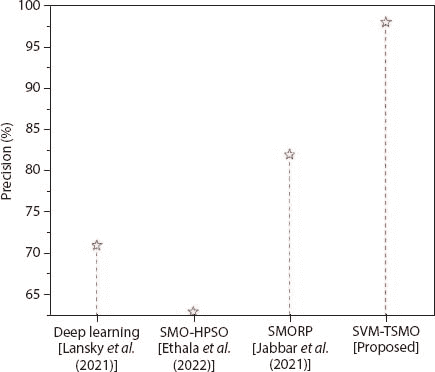 100
95
90
85
80
75
70
65
Precision (%)
Deep learning
[Lansky et al.
(2021)]
SMO-HPSO
[Ethala et al.
(2022)]
SMORP
[Jabbar et al.
(2021)]
SVM-TSMO
[Proposed]